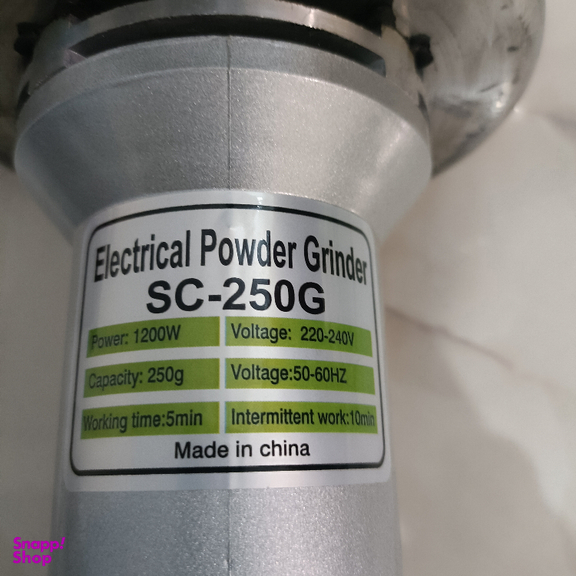 Electrical Powder Grinder
SC-250G
Power: 1200W
Voltage: 220-240V
Capacity: 250g
Voltage:50-60HZ
Working time:5min
Intermittent work:10min
Made in china
Snapp!
Shop